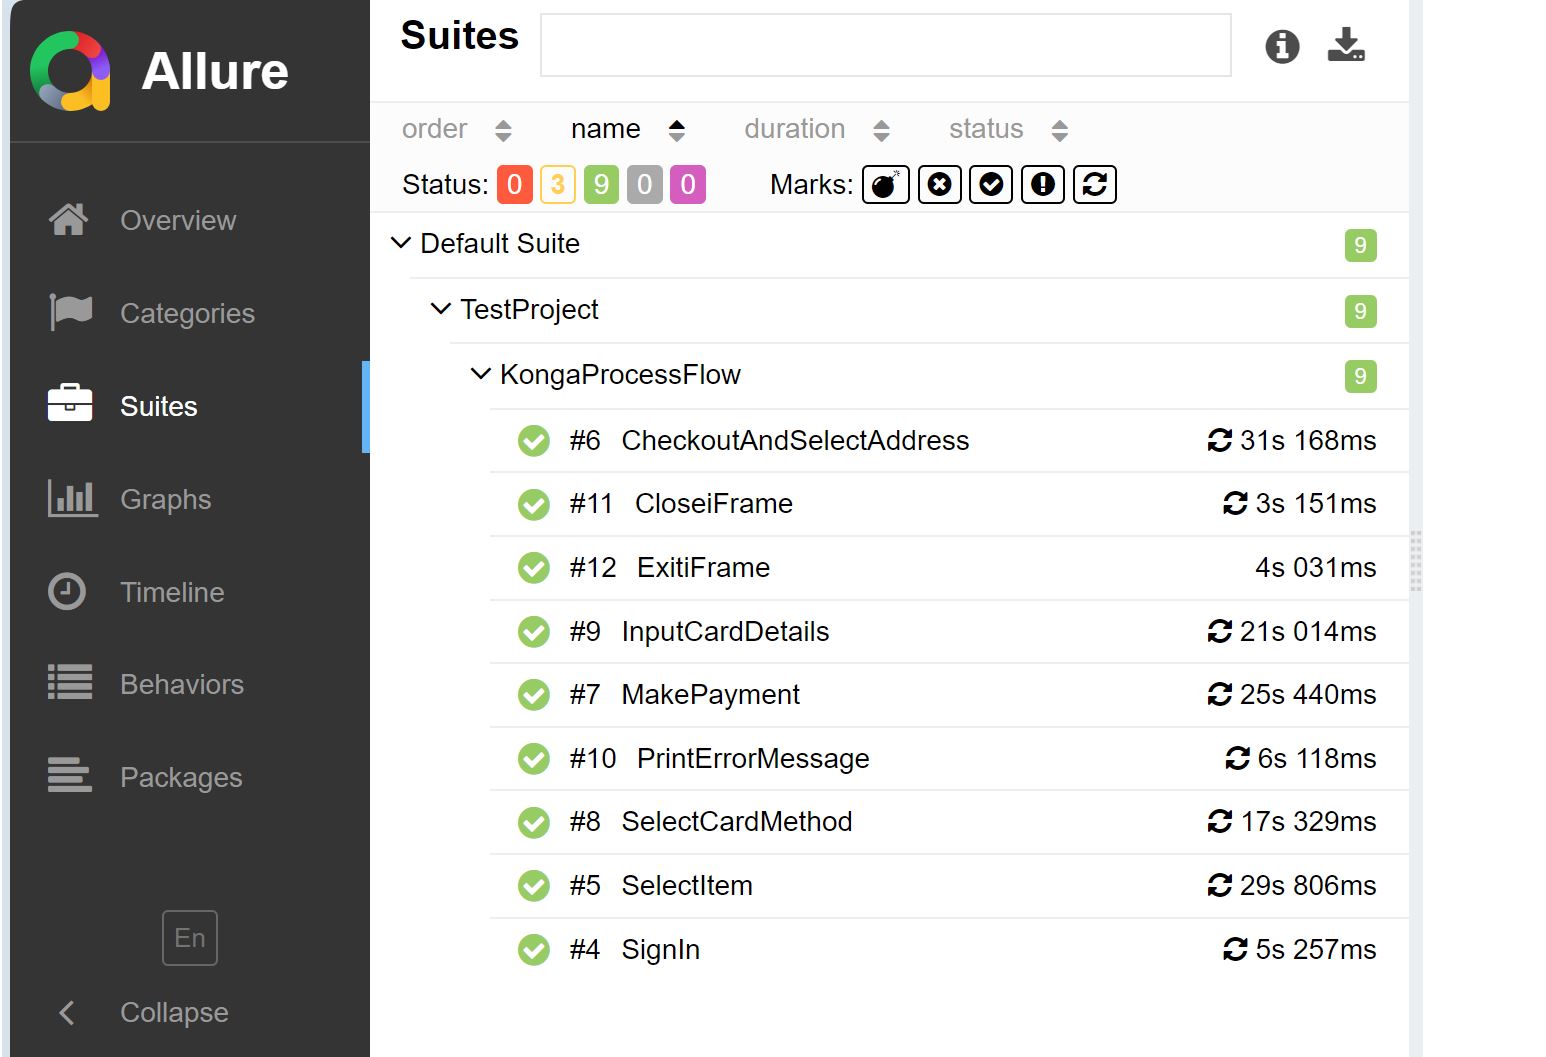 Allure
Overview
Categories
Suites
Graphs
Timeline
Behaviors
Packages
En
Collapse
Suites
order name duration status
Status: 0 3 9 0 0 Marks:
Default Suite 9
TestProject 9
KongaProcessFlow 9
#6 CheckoutAndSelectAddress 31s 168ms
#11 CloseiFrame 3s 151ms
#12 ExitiFrame 4s 031ms
#9 InputCardDetails 21s 014ms
#7 MakePayment 25s 440ms
#10 PrintErrorMessage 6s 118ms
#8 SelectCardMethod 17s 329ms
#5 SelectItem 29s 806ms
#4 SignIn 5s 257ms